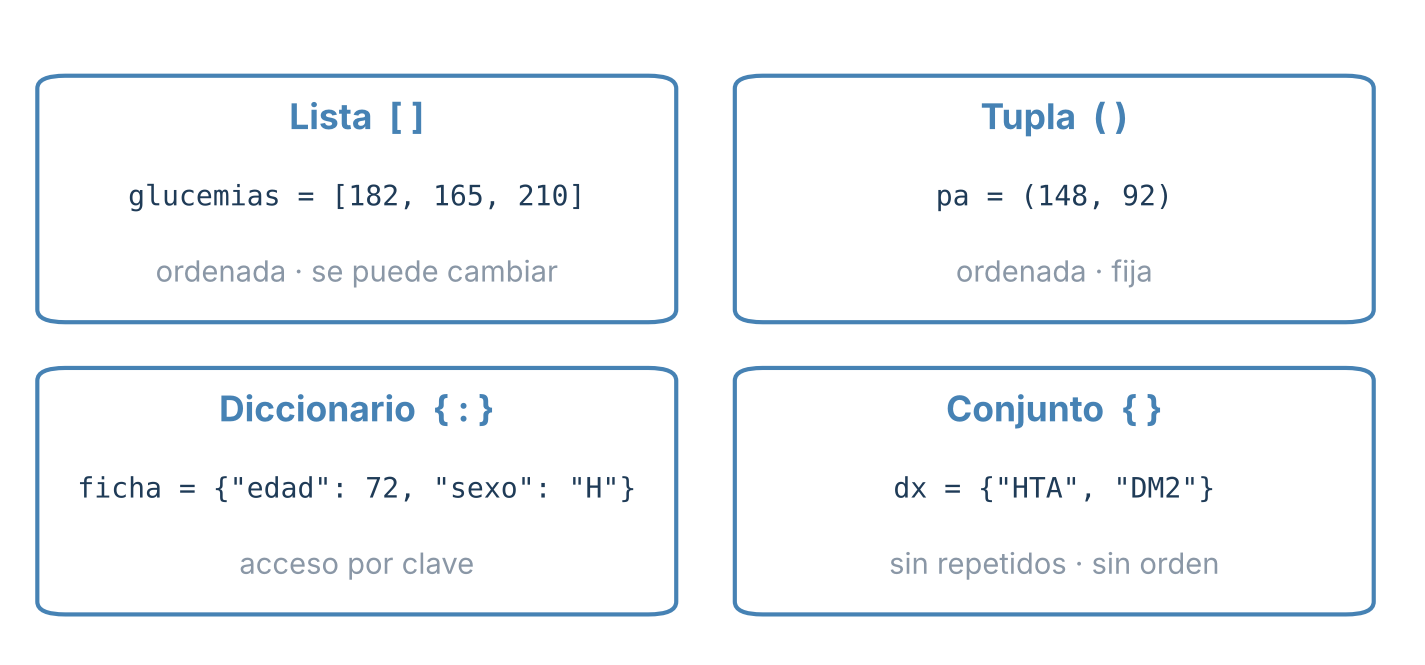 Lista [ ]
glucemias = [182, 165, 210]
ordenada · se puede cambiar
Tupla ( )
pa = (148, 92)
ordenada · fija
Diccionario { : }
ficha = {"edad": 72, "sexo": "H"}
acceso por clave
Conjunto { }
dx = {"HTA", "DM2"}
sin repetidos · sin orden